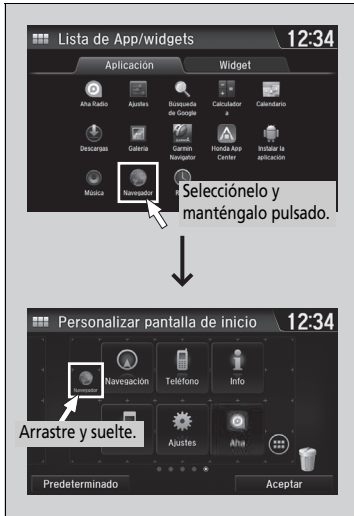 Lista de App/widgets
12:34
Aplicación
Widget
Aha Radio
Ajustes
Búsqueda
de Google
Calculador
a
Calendario
Descargas
Galería
Garmin
Navigator
Honda App
Center
Instalar la
aplicación
Música
Navegador
Selecciónelo y
manténgalo pulsado.
Personalizar pantalla de inicio
12:34
Navegador
Navegación
Teléfono
Info
Arrastre y suelte.
Ajustes
Aha
Predeterminado
Aceptar